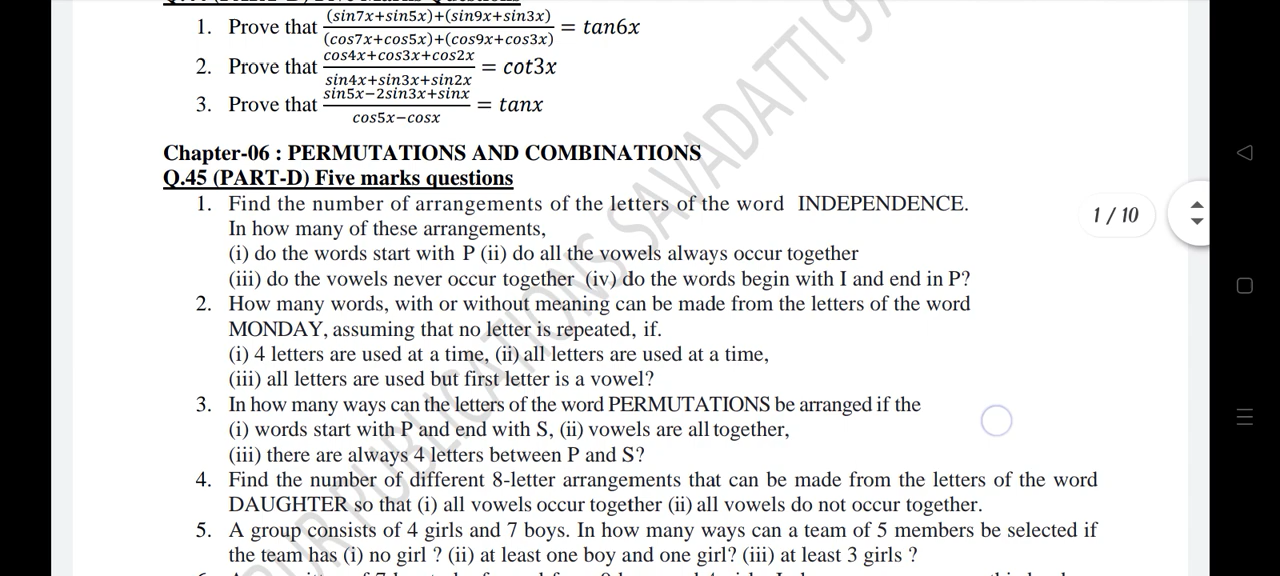 1. Prove that (sin7x+sin5x)+(sin9x+sin3x) / (cos7x+cos5x)+(cos9x+cos3x) = tan6x
2. Prove that cos4x+cos3x+cos2x / sin4x+sin3x+sin2x = cot3x
3. Prove that sin5x−2sin3x+sinx / cos5x−cosx = tanx
Chapter-06 : PERMUTATIONS AND COMBINATIONS
Q.45 (PART-D) Five marks questions
1. Find the number of arrangements of the letters of the word INDEPENDENCE.
In how many of these arrangements,
(i) do the words start with P (ii) do all the vowels always occur together
(iii) do the vowels never occur together (iv) do the words begin with I and end in P?
2. How many words, with or without meaning can be made from the letters of the word
MONDAY, assuming that no letter is repeated, if.
(i) 4 letters are used at a time, (ii) all letters are used at a time,
(iii) all letters are used but first letter is a vowel?
3. In how many ways can the letters of the word PERMUTATIONS be arranged if the
(i) words start with P and end with S, (ii) vowels are all together,
(iii) there are always 4 letters between P and S?
4. Find the number of different 8-letter arrangements that can be made from the letters of the word
DAUGHTER so that (i) all vowels occur together (ii) all vowels do not occur together.
5. A group consists of 4 girls and 7 boys. In how many ways can a team of 5 members be selected if
the team has (i) no girl ? (ii) at least one boy and one girl? (iii) at least 3 girls ?
1 / 10
PUBLICATIONS SAVADATTI 9